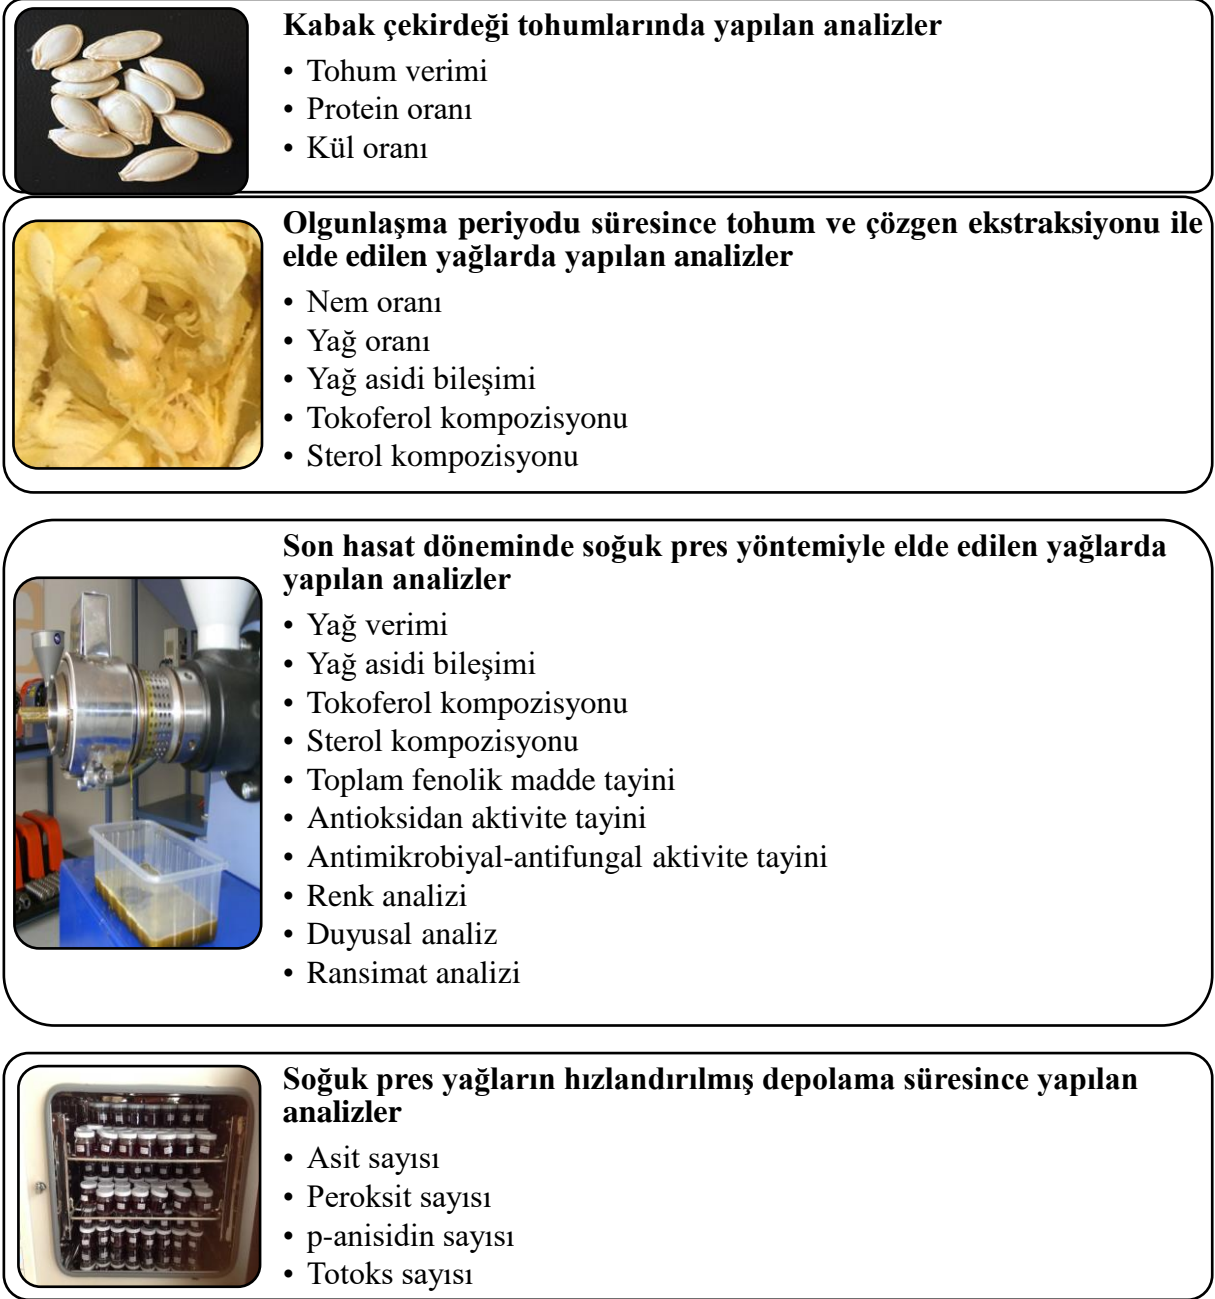 Kabak çekirdeği tohumlarında yapılan analizler
• Tohum verimi
• Protein oranı
• Kül oranı
Olgunlaşma periyodu süresince tohum ve çözgen ekstraksiyonu ile
elde edilen yağlarda yapılan analizler
• Nem oranı
• Yağ oranı
• Yağ asidi bileşimi
• Tokoferol kompozisyonu
• Sterol kompozisyonu
Son hasat döneminde soğuk pres yöntemiyle elde edilen yağlarda
yapılan analizler
• Yağ verimi
• Yağ asidi bileşimi
• Tokoferol kompozisyonu
• Sterol kompozisyonu
• Toplam fenolik madde tayini
• Antioksidan aktivite tayini
• Antimikrobiyal-antifungal aktivite tayini
• Renk analizi
• Duyusal analiz
• Ransimat analizi
Soğuk pres yağların hızlandırılmış depolama süresince yapılan
analizler
• Asit sayısı
• Peroksit sayısı
• p-anisidin sayısı
• Totoks sayısı